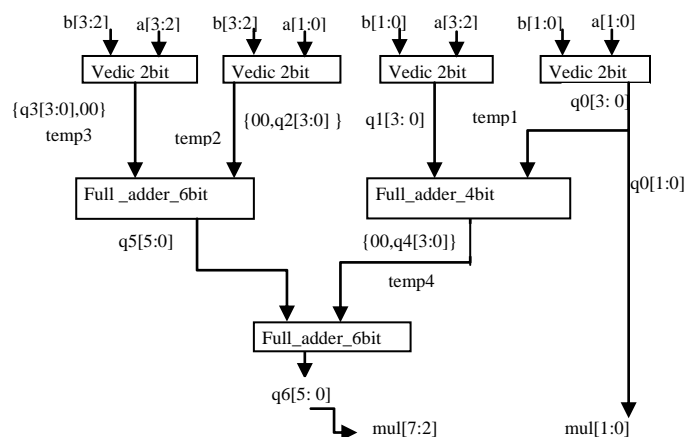 b[3:2] a[3:2] b[3:2] a[1:0] b[1:0] a[3:2] b[1:0] a[1:0]
Vedic 2bit Vedic 2bit Vedic 2bit Vedic 2bit
{q3[3:0],00} {00,q2[3:0] } q1[3: 0] temp1 q0[3: 0]
temp3 temp2
Full _adder_6bit Full_adder_4bit q0[1:0]
q5[5:0] {00,q4[3:0]}
temp4
Full_adder_6bit
q6[5: 0]
mul[7:2] mul[1:0]